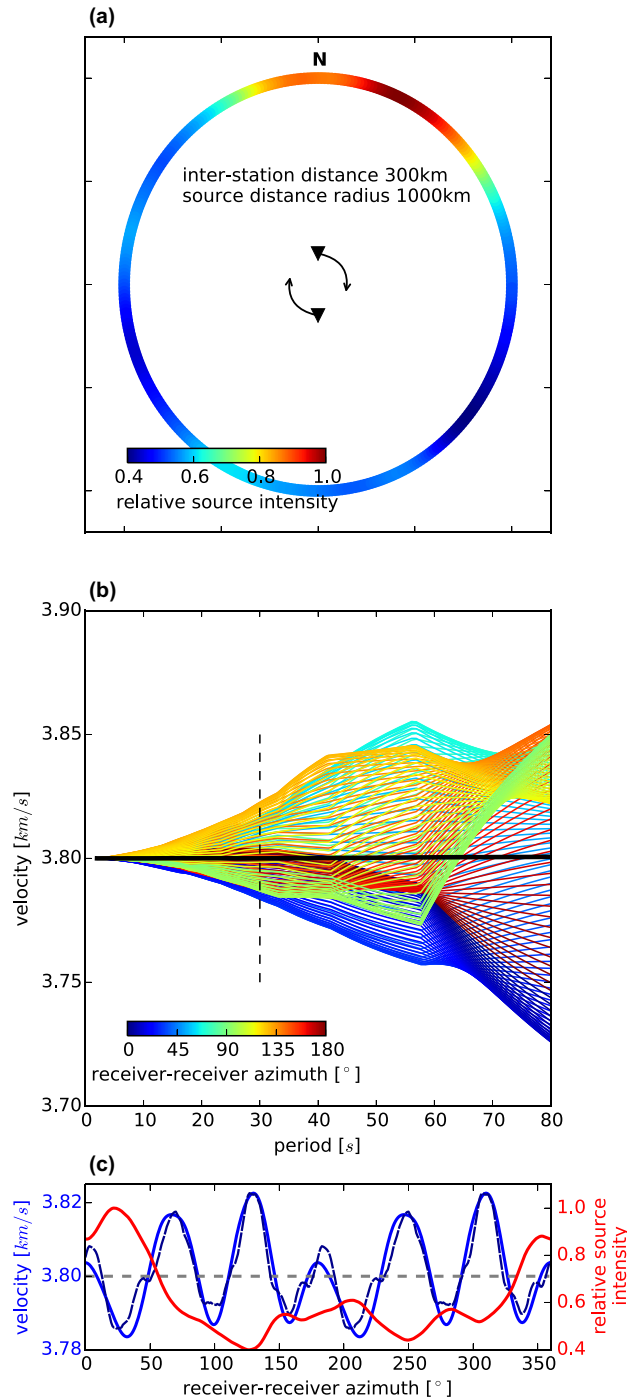 (a)
N
inter-station distance 300km
source distance radius 1000km
0.4 0.6 0.8 1.0
relative source intensity
(b)
3.90
3.85
3.80
3.75
3.70
velocity [km/s]
0 45 90 135 180
receiver-receiver azimuth [°]
0 10 20 30 40 50 60 70 80
period [s]
(c)
3.82
3.80
3.78
velocity [km/s]
1.0
0.8
0.6
0.4
relative source
intensity
0 50 100 150 200 250 300 350
receiver-receiver azimuth [°]